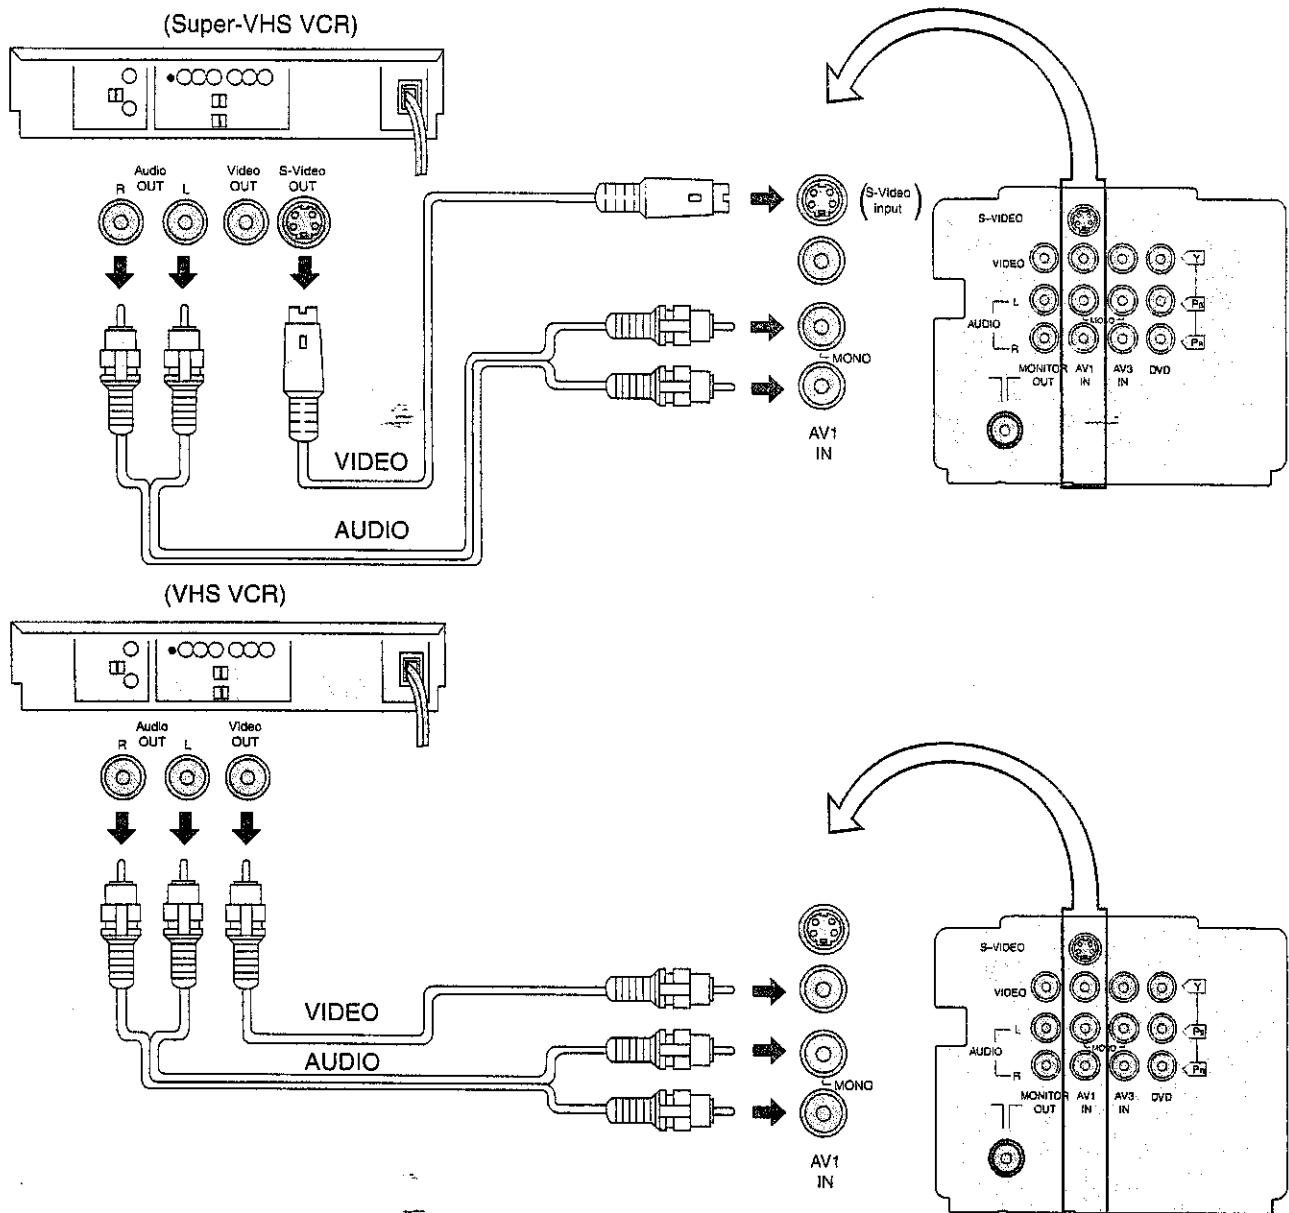 (Super-VHS VCR)
Audio
OUT
R
L
Video
OUT
S-Video
OUT
(S-Video
input)
MONO
AV1
IN
VIDEO
AUDIO
S-VIDEO
VIDEO
AUDIO
L
R
MONO
MONITOR
OUT
AV1
IN
AV3
IN
DVD
Y
PB
PR
(VHS VCR)
Audio
OUT
R
L
Video
OUT
VIDEO
AUDIO
MONO
AV1
IN
S-VIDEO
VIDEO
AUDIO
L
R
MONO
MONITOR
OUT
AV1
IN
AV3
IN
DVD
Y
PB
PR